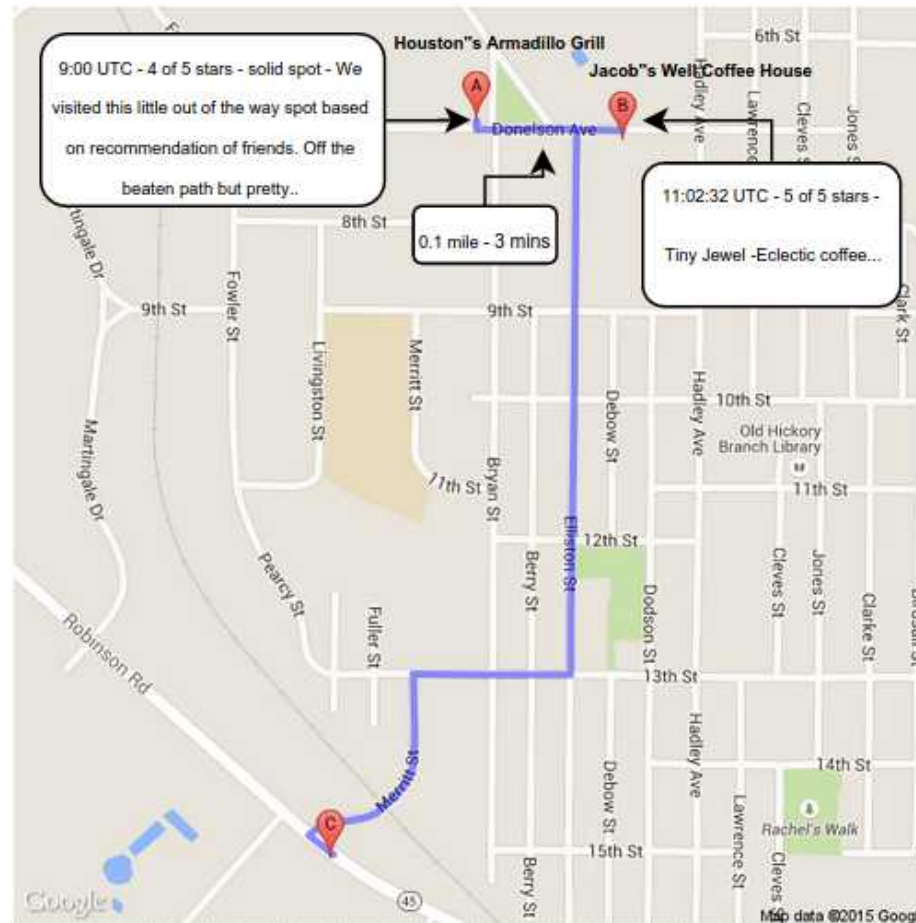 6th St
Houston"s Armadillo Grill
Jacob"s Well Coffee House
9:00 UTC - 4 of 5 stars - solid spot - We
visited this little out of the way spot based
on recommendation of friends. Off the
beaten path but pretty..
A
B
Donelson Ave
Hadley Ave
Lawrence
Cleves St
Jones St
11:02:32 UTC - 5 of 5 stars -
Tiny Jewel -Eclectic coffee...
0.1 mile - 3 mins
8th St
tingale Dr
Fowler St
9th St
9th St
Clark St
Livingston St
Merritt St
Debow St
Hadley Ave
10th St
Old Hickory
Branch Library
Martingale Dr
11th St
Bryan St
11th St
Elliston St
12th St
Pearcy St
Berry St
Dodson St
Cleves St
Jones St
Clarke St
Fuller St
Robinson Rd
13th St
Merritt St
Hadley Ave
14th St
Debow St
Lawrence St
Rachel's Walk
C
15th St
Berry St
Cleves S
45
Google
Map data ©2015 Goog